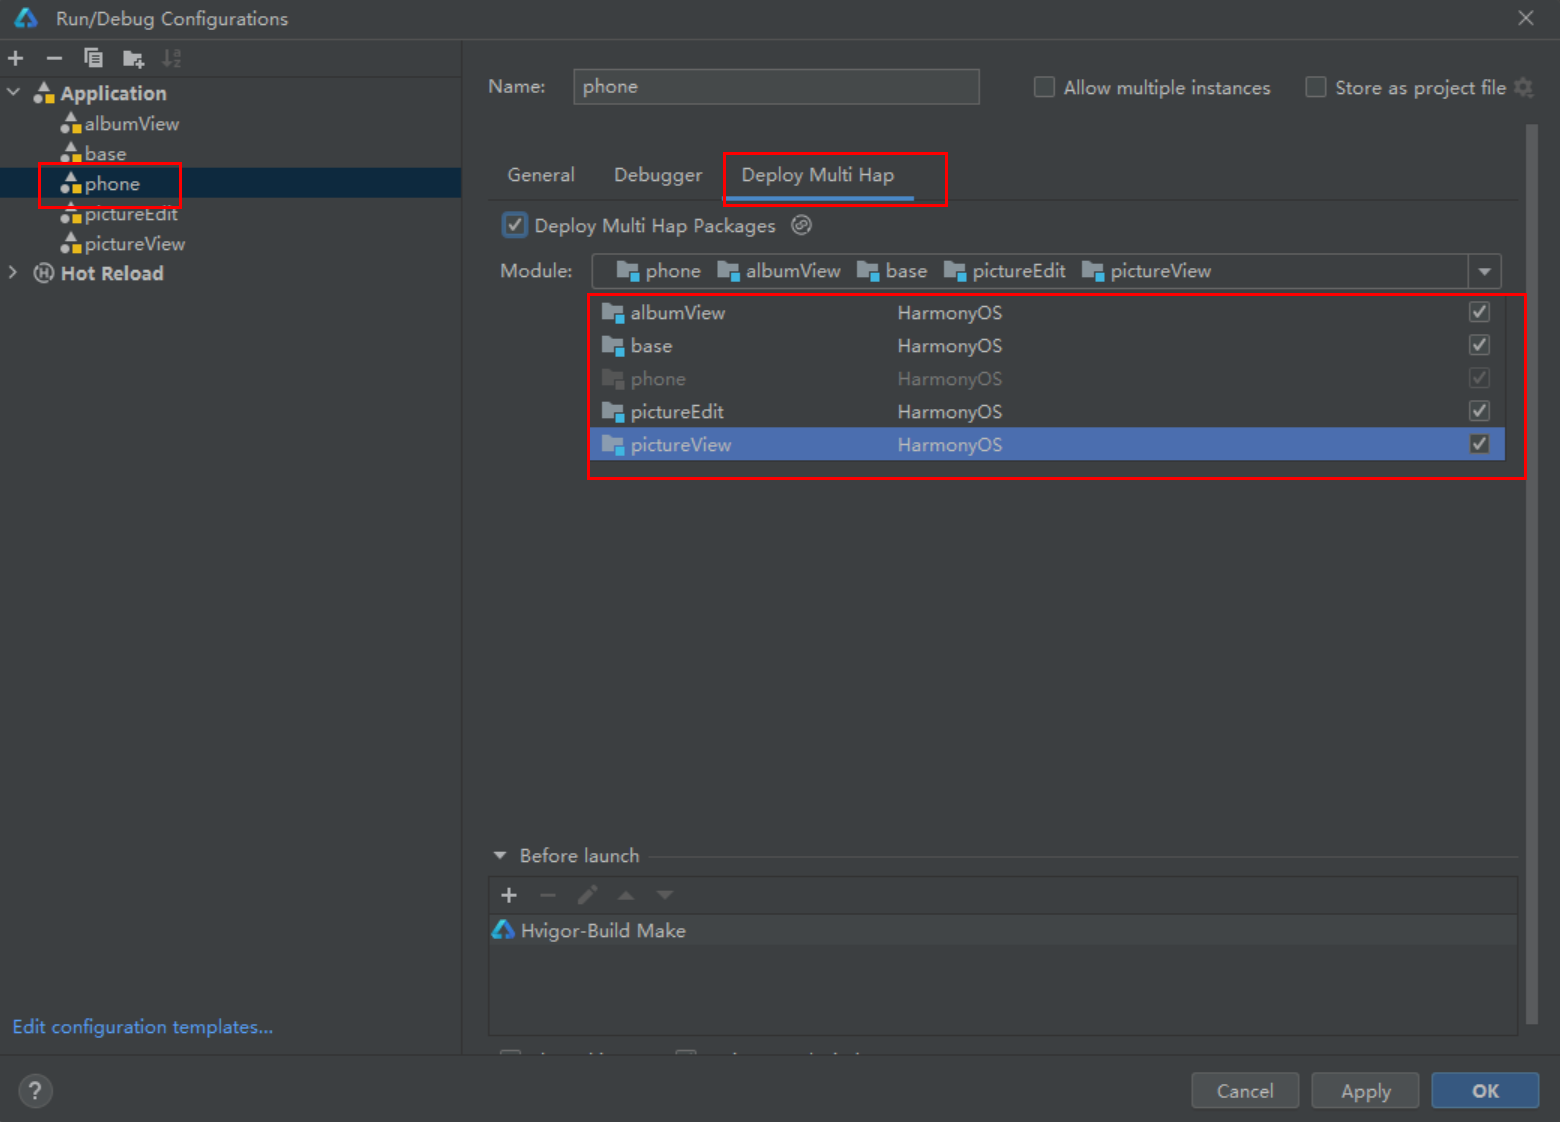 Run/Debug Configurations
Application
albumView
base
phone
pictureEdit
pictureView
Hot Reload
Edit configuration templates...
Name: phone
Allow multiple instances
Store as project file
General Debugger Deploy Multi Hap
Deploy Multi Hap Packages
Module: phone albumView base pictureEdit pictureView
albumView HarmonyOS
base HarmonyOS
phone HarmonyOS
pictureEdit HarmonyOS
pictureView HarmonyOS
Before launch
Hvigor-Build Make
?
Cancel Apply OK